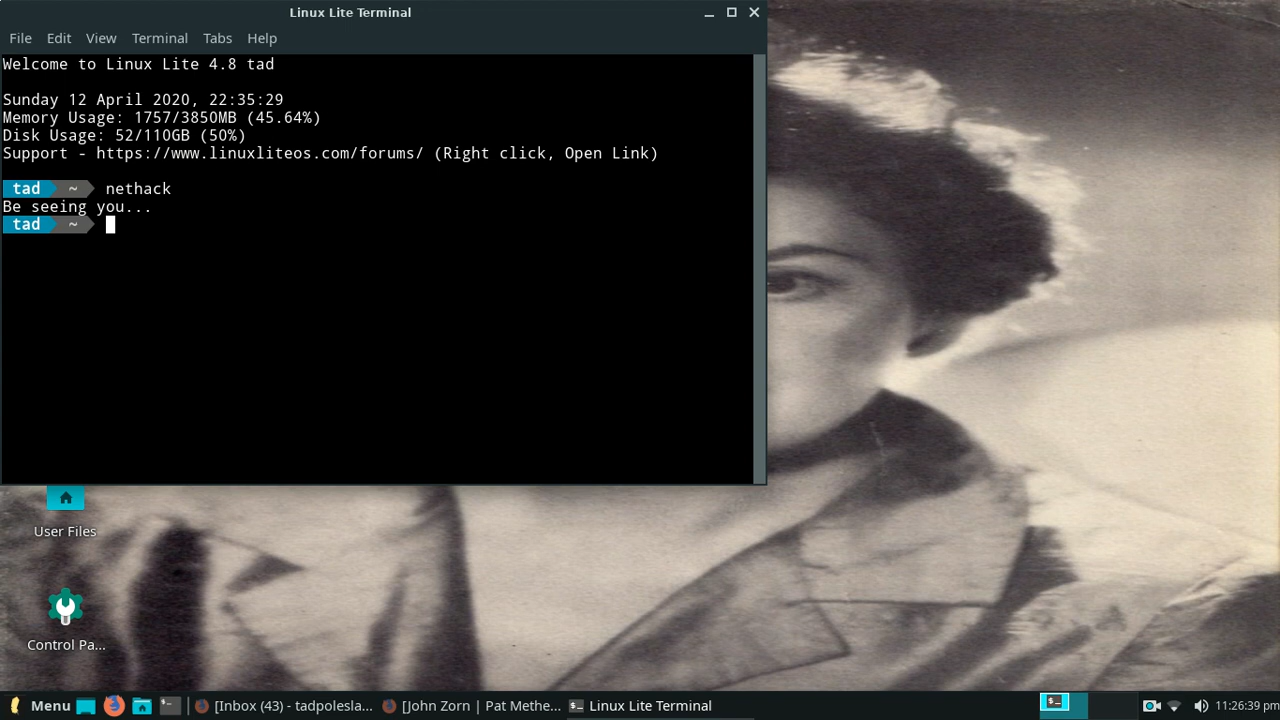 Linux Lite Terminal
File Edit View Terminal Tabs Help
Welcome to Linux Lite 4.8 tad
Sunday 12 April 2020, 22:35:29
Memory Usage: 1757/3850MB (45.64%)
Disk Usage: 52/110GB (50%)
Support - https://www.linuxliteos.com/forums/ (Right click, Open Link)
tad ~ nethack
Be seeing you...
tad ~
User Files
Control Pa...
Menu [Inbox (43) - tadpolesta... [John Zorn | Pat Methe... Linux Lite Terminal 11:26:39 pm